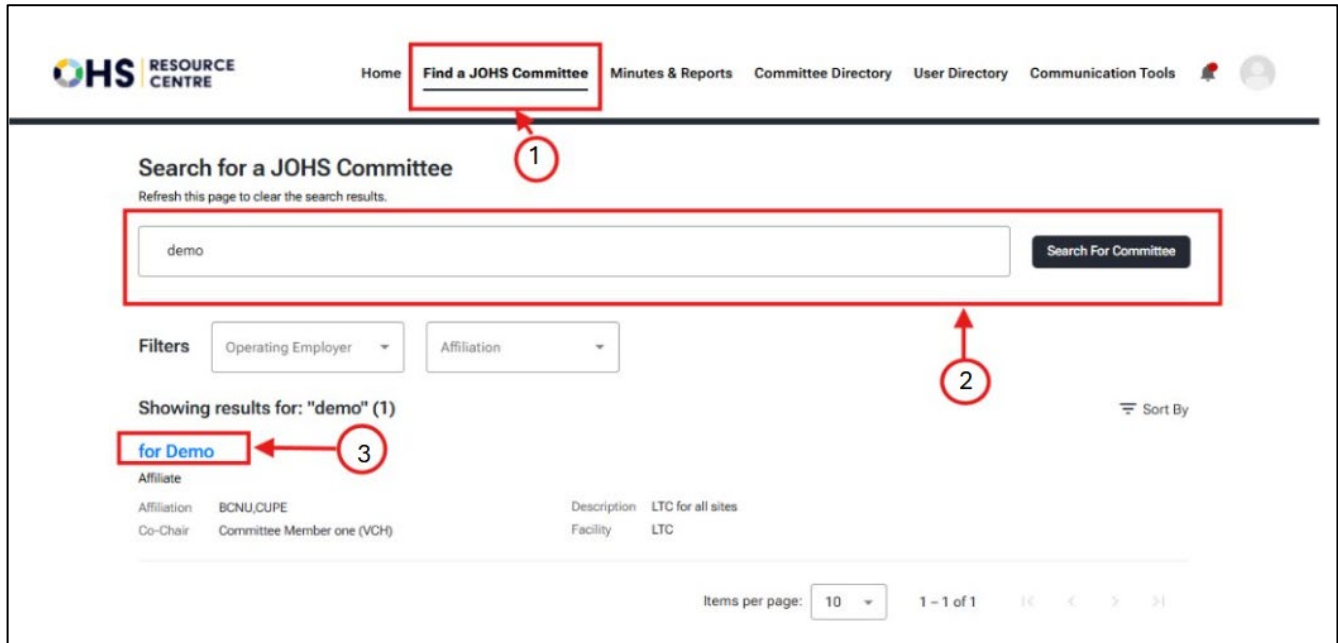 OHS RESOURCE CENTRE
Home Find a JOHS Committee Minutes & Reports Committee Directory User Directory Communication Tools
1
Search for a JOHS Committee
Refresh this page to clear the search results.
demo Search For Committee
2
Filters Operating Employer Affiliation
Showing results for: "demo" (1) Sort By
for Demo
3
Affiliate
Affiliation BCNU,CUPE Description LTC for all sites
Co-Chair Committee Member one (VCH) Facility LTC
Items per page: 10 1 – 1 of 1